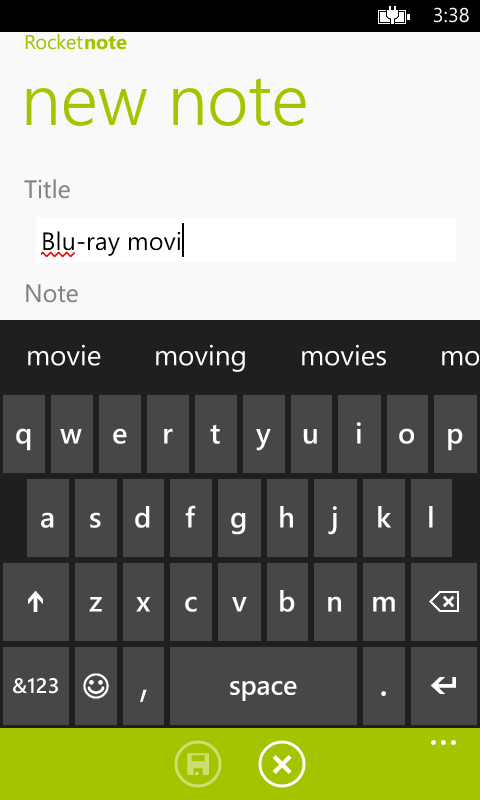 3:38
Rocketnote
new note
Title
Blu-ray movi
Note
movie moving movies mo
q w e r t y u i o p
a s d f g h j k l
z x c v b n m
&123 , space .